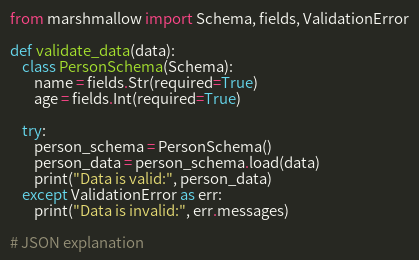 from marshmallow import Schema, fields, ValidationError

def validate_data(data):
    class PersonSchema(Schema):
        name = fields.Str(required=True)
        age = fields.Int(required=True)

    try:
        person_schema = PersonSchema()
        person_data = person_schema.load(data)
        print("Data is valid:", person_data)
    except ValidationError as err:
        print("Data is invalid:", err.messages)

# JSON explanation